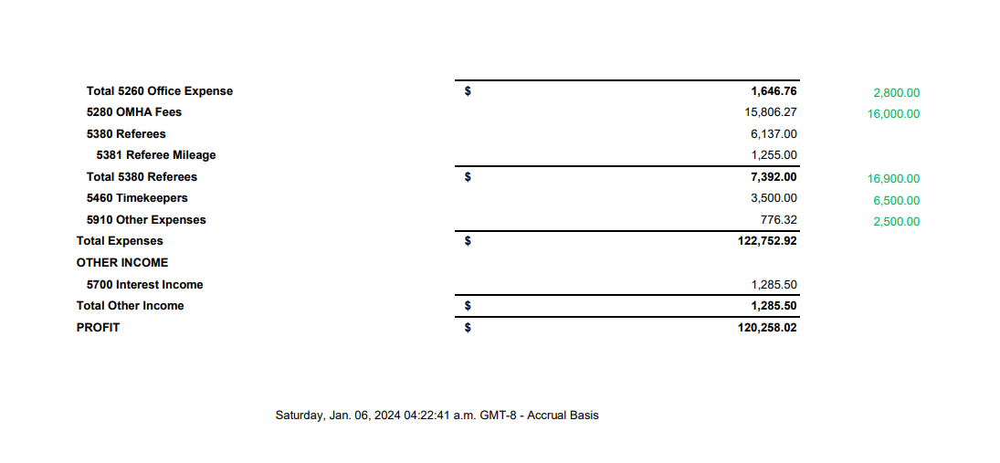 Total 5260 Office Expense $ 1,646.76 2,800.00
5280 OMHA Fees 15,806.27 16,000.00
5380 Referees 6,137.00
5381 Referee Mileage 1,255.00
Total 5380 Referees $ 7,392.00 16,900.00
5460 Timekeepers 3,500.00 6,500.00
5910 Other Expenses 776.32 2,500.00
Total Expenses $ 122,752.92
OTHER INCOME
5700 Interest Income 1,285.50
Total Other Income $ 1,285.50
PROFIT $ 120,258.02
Saturday, Jan. 06, 2024 04:22:41 a.m. GMT-8 - Accrual Basis